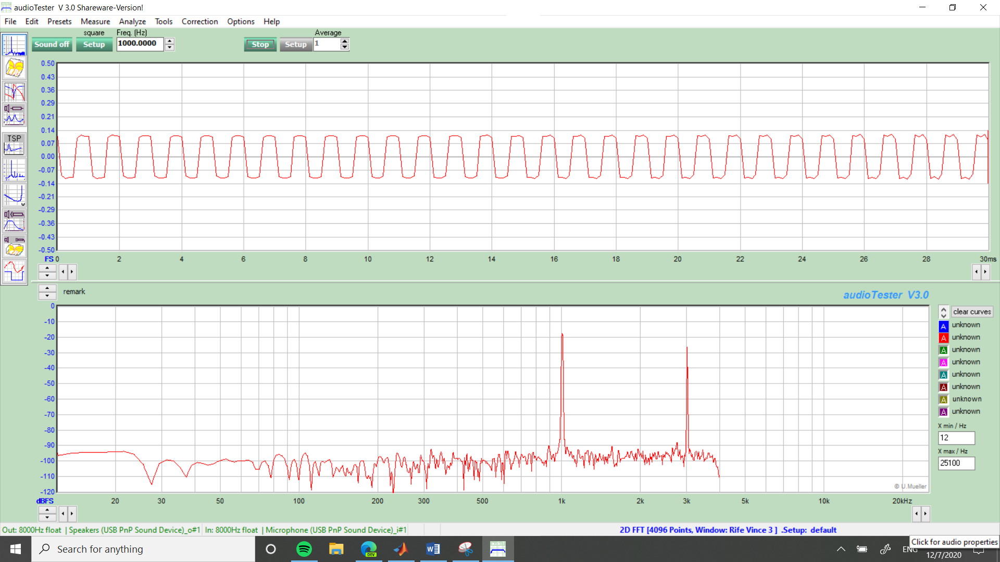 audioTester V 3.0 Shareware-Version!
File Edit Presets Measure Analyze Tools Correction Options Help
square Freq. (Hz) Average
Sound off Setup 1000.0000 Stop Setup 1
TSP
0.50
0.43
0.36
0.29
0.21
0.14
0.07
0.00
-0.07
-0.14
-0.21
-0.29
-0.36
-0.43
-0.50
FS 0 2 4 6 8 10 12 14 16 18 20 22 24 26 28 30ms
remark
audioTester V3.0
0
-10
-20
-30
-40
-50
-60
-70
-80
-90
-100
-110
-120
dBFS 20 30 50 100 200 300 500 1k 2k 3k 5k 10k 20kHz
© U.Mueller
clear curves
A unknown
A unknown
A unknown
A unknown
A unknown
A unknown
A unknown
A unknown
X min / Hz
12
X max / Hz
25100
Out: 8000Hz float | Speakers (USB PnP Sound Device)_o#1 In: 8000Hz float | Microphone (USB PnP Sound Device)_i#1 2D FFT [4096 Points, Window: Rife Vince 3 ] .Setup: default
Click for audio properties
Search for anything
DEV
ENG
12/7/2020